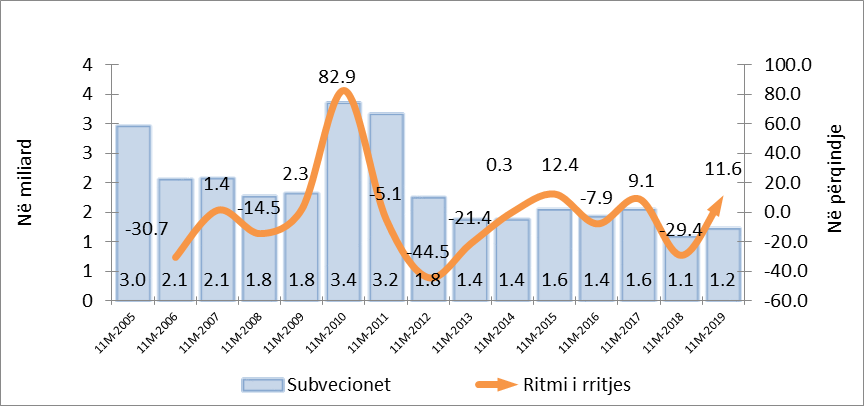 4
4
3
3
2
2
1
1
0
Në miliard
100.0
80.0
60.0
40.0
20.0
0.0
-20.0
-40.0
-60.0
Në përqindje
-30.7
1.4
-14.5
2.3
82.9
-5.1
-44.5
-21.4
0.3
12.4
-7.9
9.1
-29.4
11.6
3.0 2.1 2.1 1.8 1.8 3.4 3.2 1.8 1.4 1.4 1.6 1.4 1.6 1.1 1.2
11M-2005
11M-2006
11M-2007
11M-2008
11M-2009
11M-2010
11M-2011
11M-2012
11M-2013
11M-2014
11M-2015
11M-2016
11M-2017
11M-2018
11M-2019
Subvecionet
Ritmi i rritjes